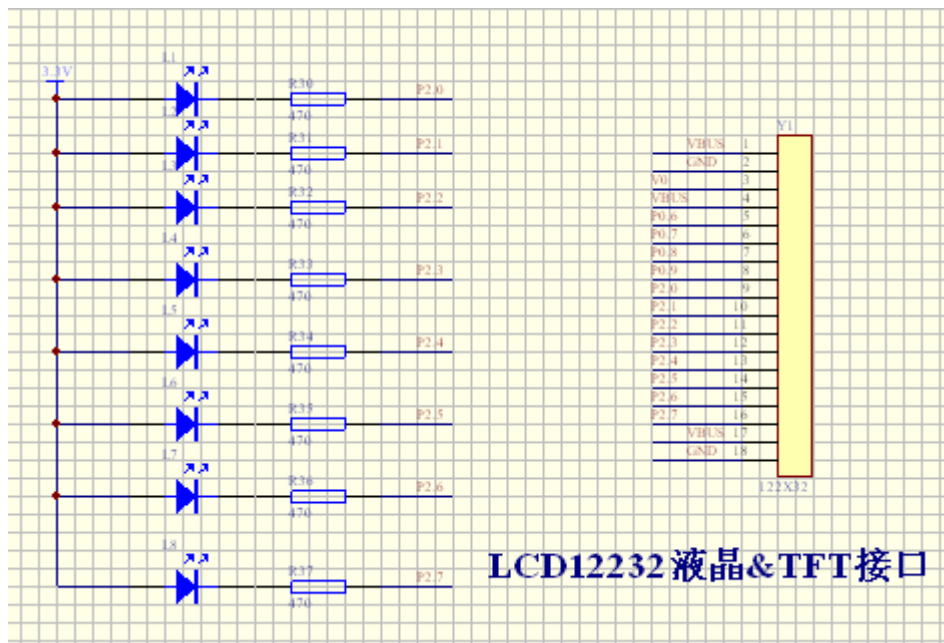 L1
3.3V
R30
P2.0
470
L2
R31
P2.1
470
L3
R32
P2.2
470
L4
R33
P2.3
470
L5
R34
P2.4
470
L6
R35
P2.5
470
L7
R36
P2.6
470
L8
R37
P2.7
470
Y1
VBUS 1
GND 2
V0 3
VBUS 4
P0.6 5
P0.7 6
P0.8 7
P0.9 8
P2.0 9
P2.1 10
P2.2 11
P2.3 12
P2.4 13
P2.5 14
P2.6 15
P2.7 16
VBUS 17
GND 18
122X32
LCD12232液晶&TFT接口